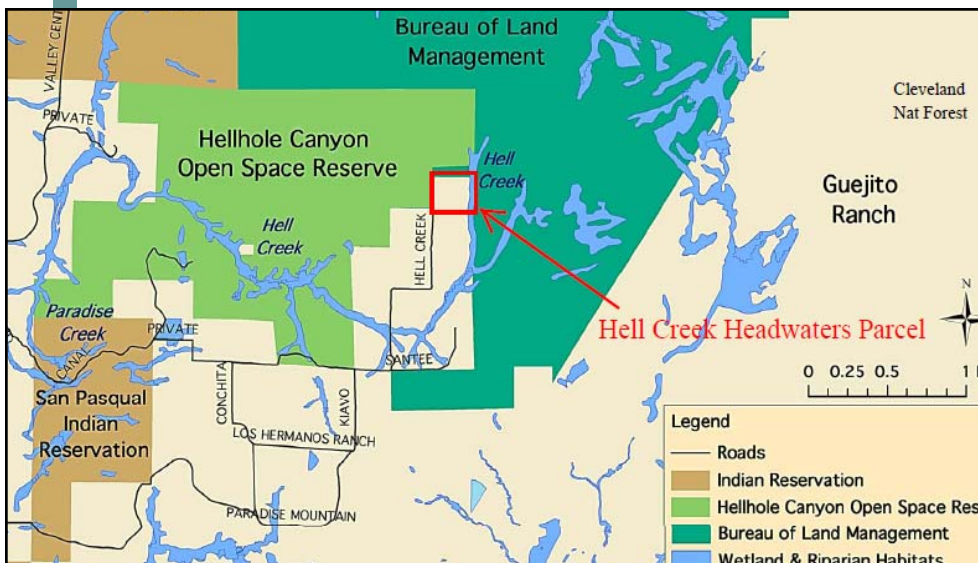 Bureau of Land
Management
Cleveland
Nat Forest
VALLEY CENT
PRIVATE
Hellhole Canyon
Open Space Reserve
Hell
Creek
Guejito
Ranch
Hell
Creek
HELL CREEK
N
Paradise
Creek
PRIVATE
CANAL
SANTEE
Hell Creek Headwaters Parcel
0 0.25 0.5 1
San Pasqual
Indian
Reservation
CONCHITA
KIAVO
LOS HERMANOS RANCH
PARADISE MOUNTAIN
Legend
Roads
Indian Reservation
Hellhole Canyon Open Space Res
Bureau of Land Management
Wetland & Riparian Habitats